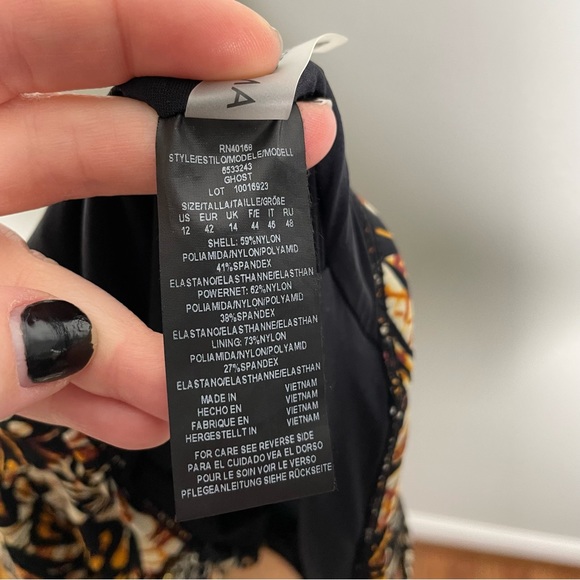 MA
RN40168
STYLE/ESTILO/MODELE/MODELL
6533243
GHOST
LOT 10016923
SIZE/TALLA/TAILLE/GRÖßE
US EUR UK F/E IT RU
12 42 14 44 46 48
SHELL: 59%NYLON
POLIAMIDA/NYLON/POLYAMID
41%SPANDEX
ELASTANO/ELASTHANNE/ELASTHAN
POWERNET: 62%NYLON
POLIAMIDA/NYLON/POLYAMID
38%SPANDEX
ELASTANO/ELASTHANNE/ELASTHAN
LINING: 73%NYLON
POLIAMIDA/NYLON/POLYAMID
27%SPANDEX
ELASTANO/ELASTHANNE/ELASTHAN
MADE IN VIETNAM
HECHO EN VIETNAM
FABRIQUE EN VIETNAM
HERGESTELLT IN VIETNAM
FOR CARE SEE REVERSE SIDE
PARA EL CUIDADO VEA EL DORSO
POUR LE SOIN VOIR LE VERSO
PFLEGEANLEITUNG SIEHE RÜCKSEITE